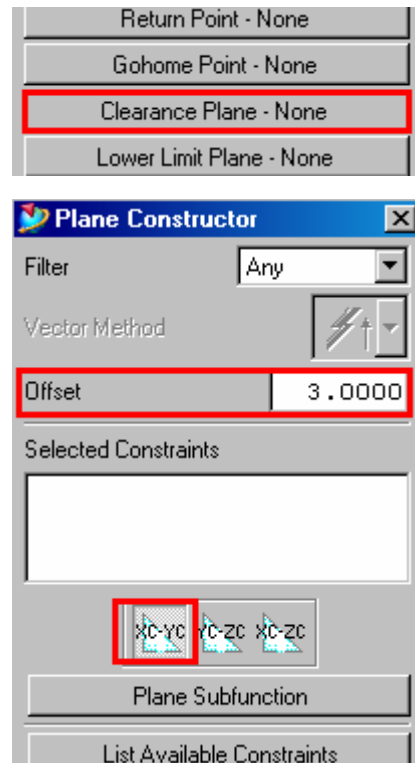 Return Point - None
Gohome Point - None
Clearance Plane - None
Lower Limit Plane - None
Plane Constructor
Filter Any
Vector Method
Offset 3.0000
Selected Constraints
XC-YC YC-ZC XC-ZC
Plane Subfunction
List Available Constraints